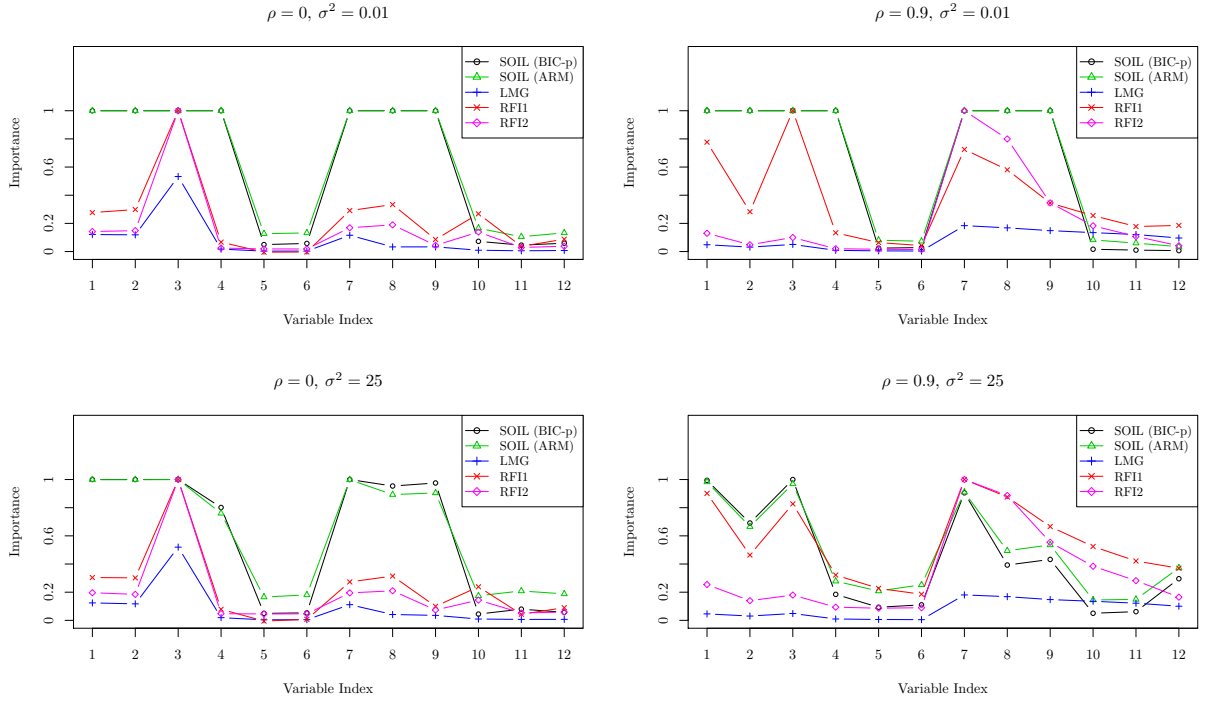 ρ = 0, σ² = 0.01
Importance
0
0.2
0.6
1
SOIL (BIC-p)
SOIL (ARM)
LMG
RFI1
RFI2
1 2 3 4 5 6 7 8 9 10 11 12
Variable Index
ρ = 0.9, σ² = 0.01
Importance
0
0.2
0.6
1
SOIL (BIC-p)
SOIL (ARM)
LMG
RFI1
RFI2
1 2 3 4 5 6 7 8 9 10 11 12
Variable Index
ρ = 0, σ² = 25
Importance
0
0.2
0.6
1
SOIL (BIC-p)
SOIL (ARM)
LMG
RFI1
RFI2
1 2 3 4 5 6 7 8 9 10 11 12
Variable Index
ρ = 0.9, σ² = 25
Importance
0
0.2
0.6
1
SOIL (BIC-p)
SOIL (ARM)
LMG
RFI1
RFI2
1 2 3 4 5 6 7 8 9 10 11 12
Variable Index